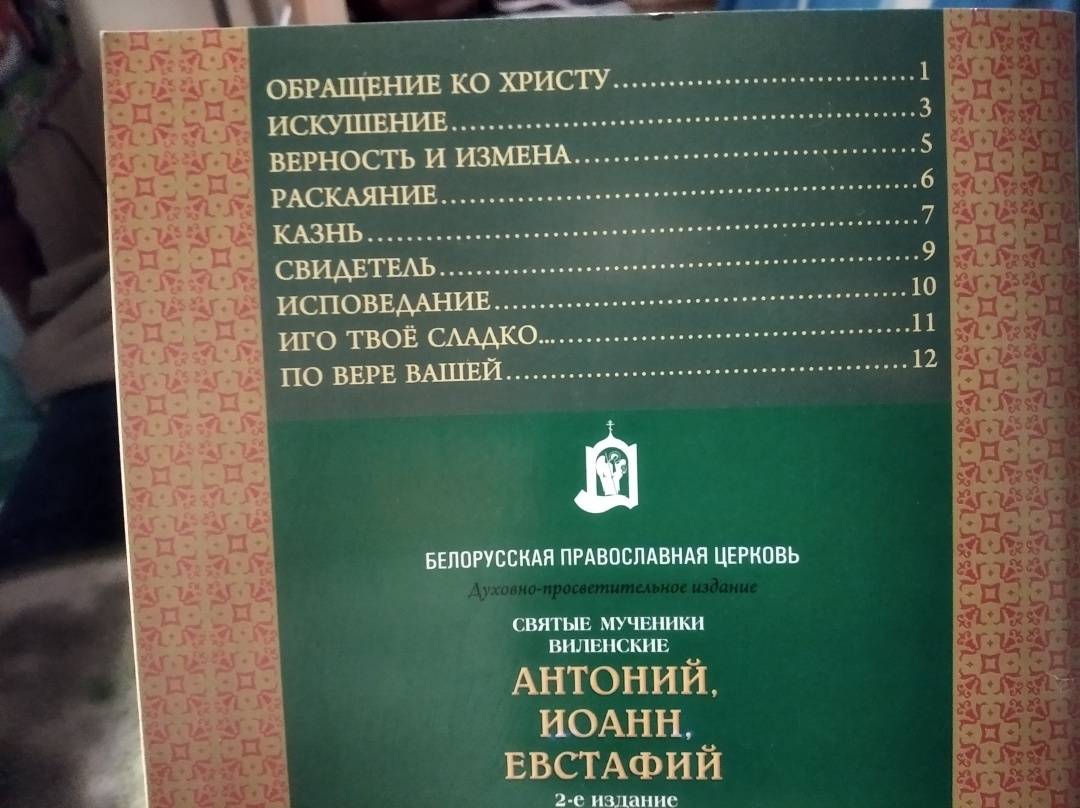 ОБРАЩЕНИЕ КО ХРИСТУ........................................1
ИСКУШЕНИЕ........................................3
ВЕРНОСТЬ И ИЗМЕНА........................................5
РАСКАЯНИЕ........................................6
КАЗНЬ........................................7
СВИДЕТЕЛЬ........................................9
ИСПОВЕДАНИЕ........................................10
ИГО ТВОЁ СЛАДКО...........................................11
ПО ВЕРЕ ВАШЕЙ........................................12
БЕЛОРУССКАЯ ПРАВОСЛАВНАЯ ЦЕРКОВЬ
Духовно-просветительное издание
СВЯТЫЕ МУЧЕНИКИ
ВИЛЕНСКИЕ
АНТОНИЙ,
ИОАНН,
ЕВСТАФИЙ
2-е издание